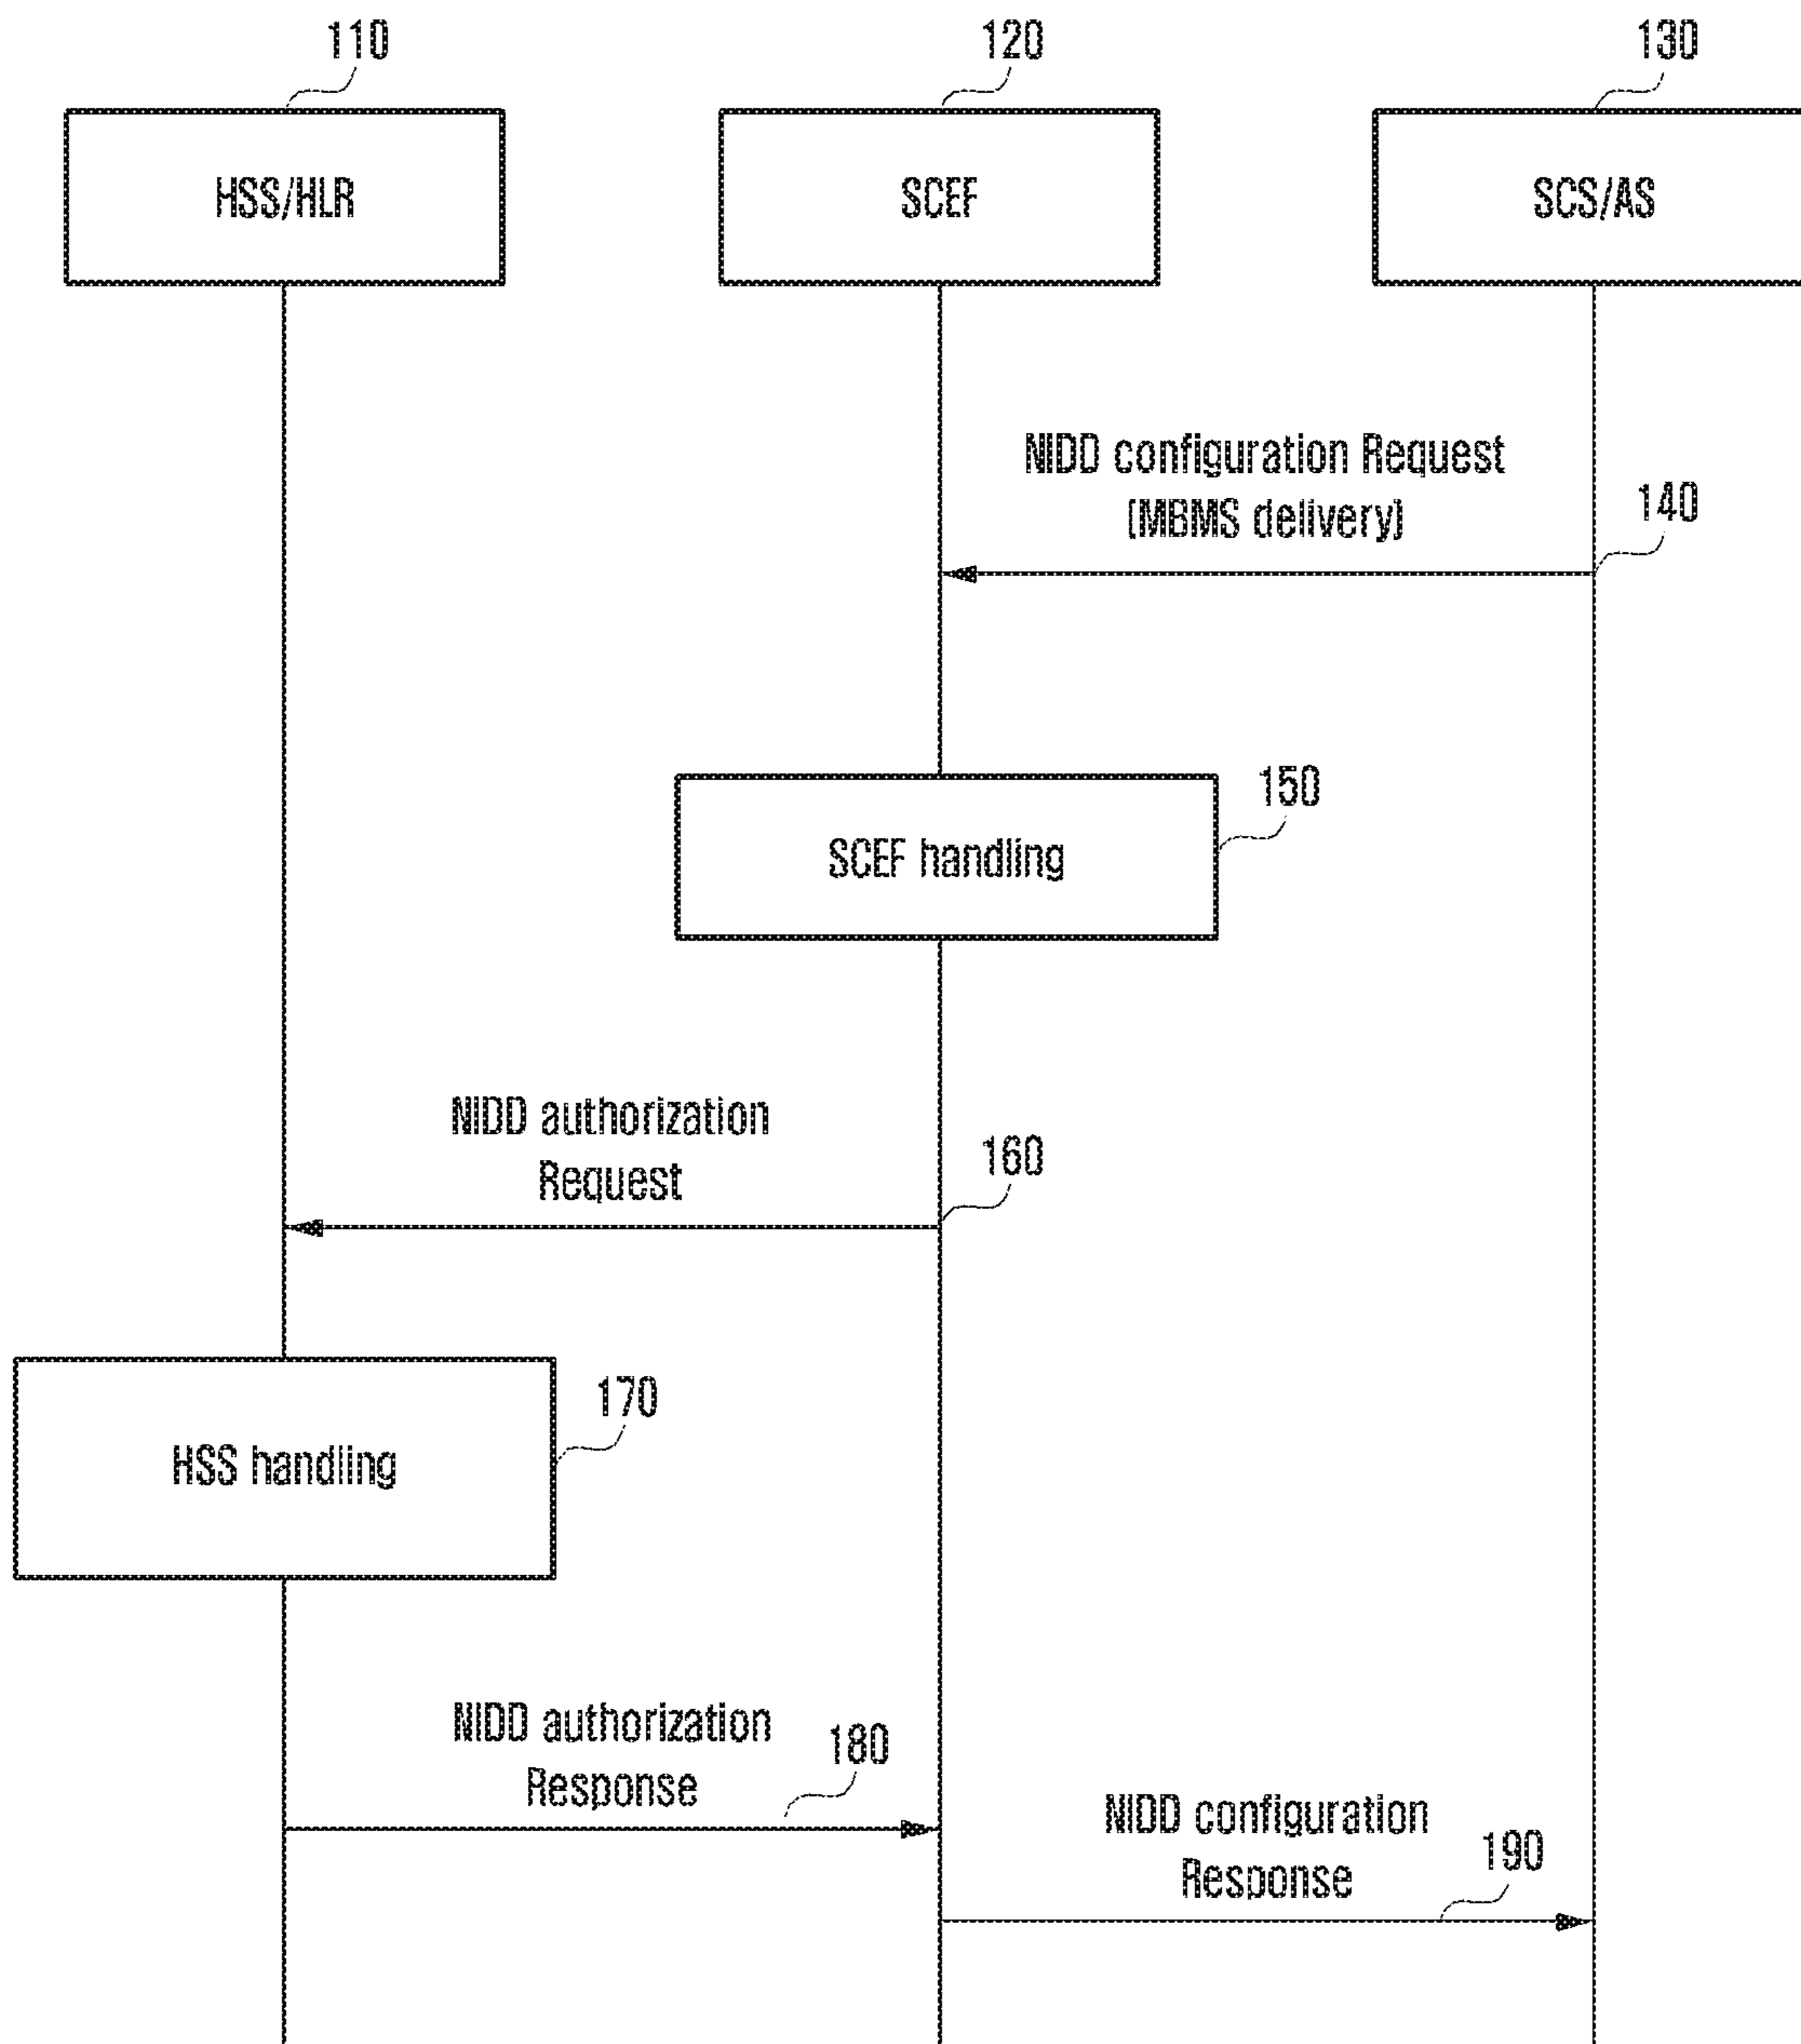 110
120
130
HSS/HLR
SCEF
SCS/AS
NIDD configuration Request
(MBMS delivery)
140
150
SCEF handling
NIDD authorization
Request
160
170
HSS handling
NIDD authorization
Response
180
NIDD configuration
Response
190